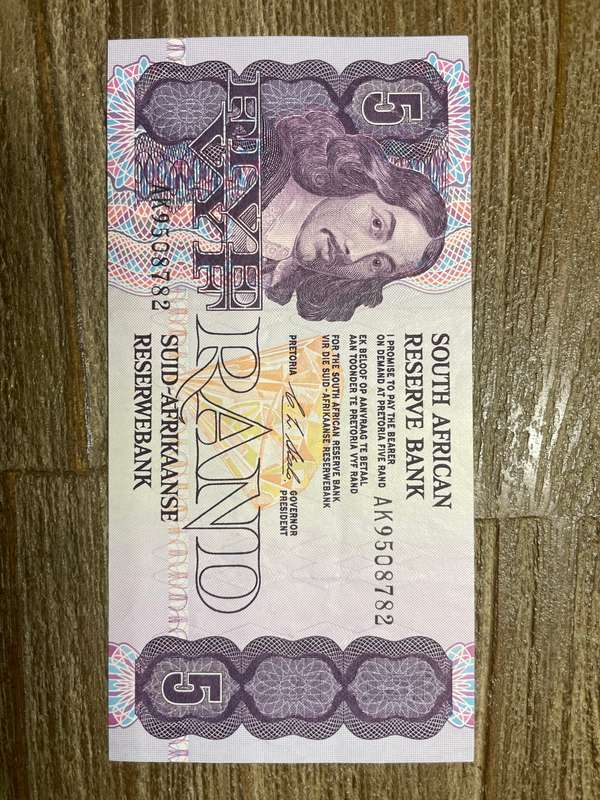 5
SOUTH AFRICAN
RESERVE BANK
I PROMISE TO PAY THE BEARER
ON DEMAND AT PRETORIA FIVE RAND
EK BELOOP OP AANVRAAG TE BETAAL
AAN TOONDER TE PRETORIA VYF RAND
AK9508782
FOR THE SOUTH AFRICAN RESERVE BANK
VIR DIE SUID-AFRIKAANSE RESERWEBANK
PRETORIA
GOVERNOR
PRESIDENT
FIVE
VYF
RAND
AK9508782
SUID-AFRIKAANSE
RESERWEBANK
5